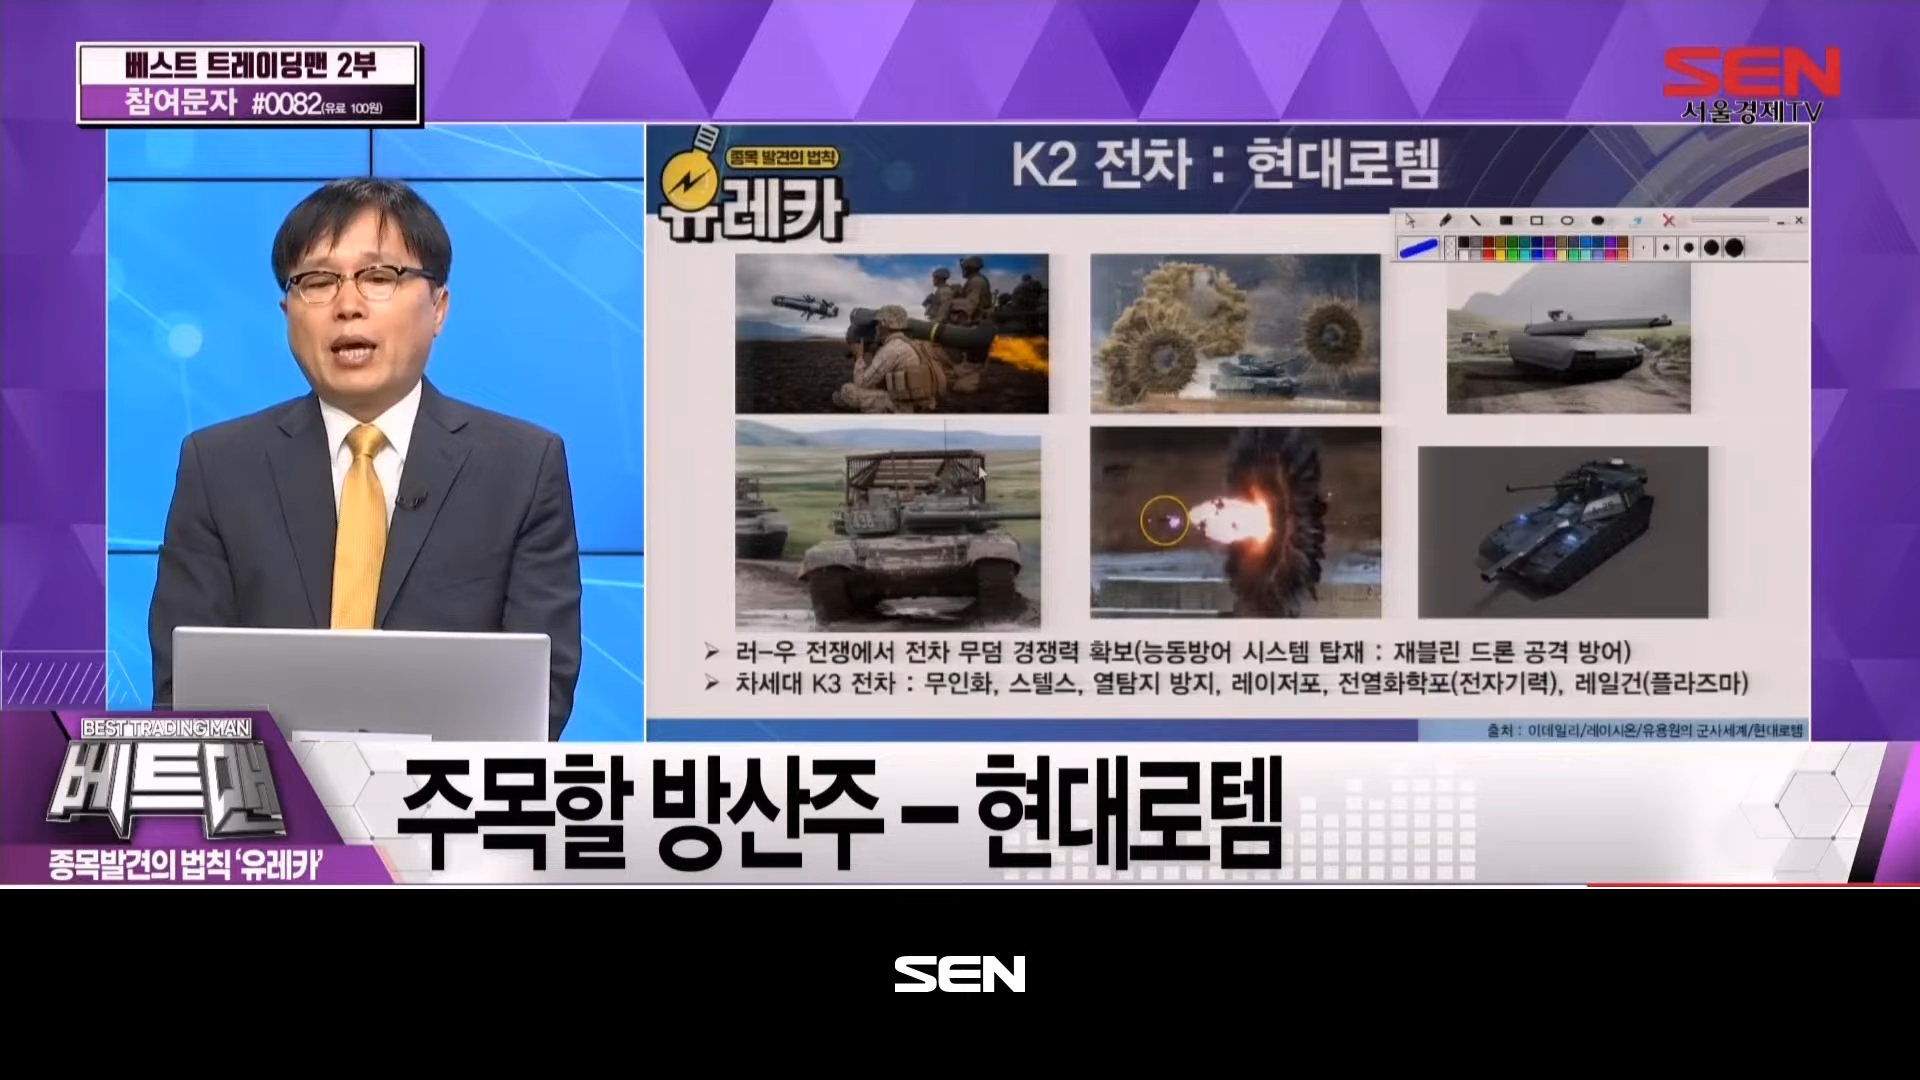 베스트 트레이딩맨 2부
참여문자 #0082(유료 100원)
SEN
서울경제TV
종목 발견의 법칙
유레카
K2 전차 : 현대로템
➢ 러-우 전쟁에서 전차 무덤 경쟁력 확보(능동방어 시스템 탑재 : 재블린 드론 공격 방어)
➢ 차세대 K3 전차 : 무인화, 스텔스, 열탐지 방지, 레이저포, 전열화학포(전자기력), 레일건(플라즈마)
출처 : 이데일리/레이시온/유용원의 군사세계/현대로템
BEST TRADING MAN
베트맨
종목발견의 법칙 '유레카'
주목할 방산주 - 현대로템
SEN